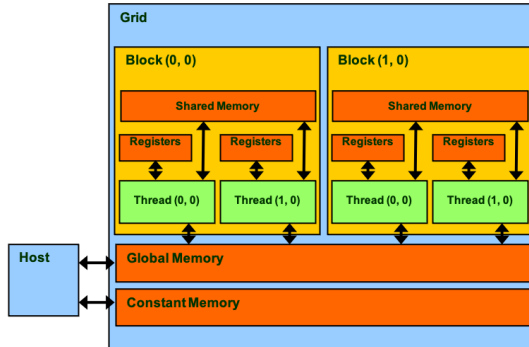 Grid
Block (0, 0)
Block (1, 0)
Shared Memory
Shared Memory
Registers
Registers
Registers
Registers
Thread (0, 0)
Thread (1, 0)
Thread (0, 0)
Thread (1, 0)
Host
Global Memory
Constant Memory